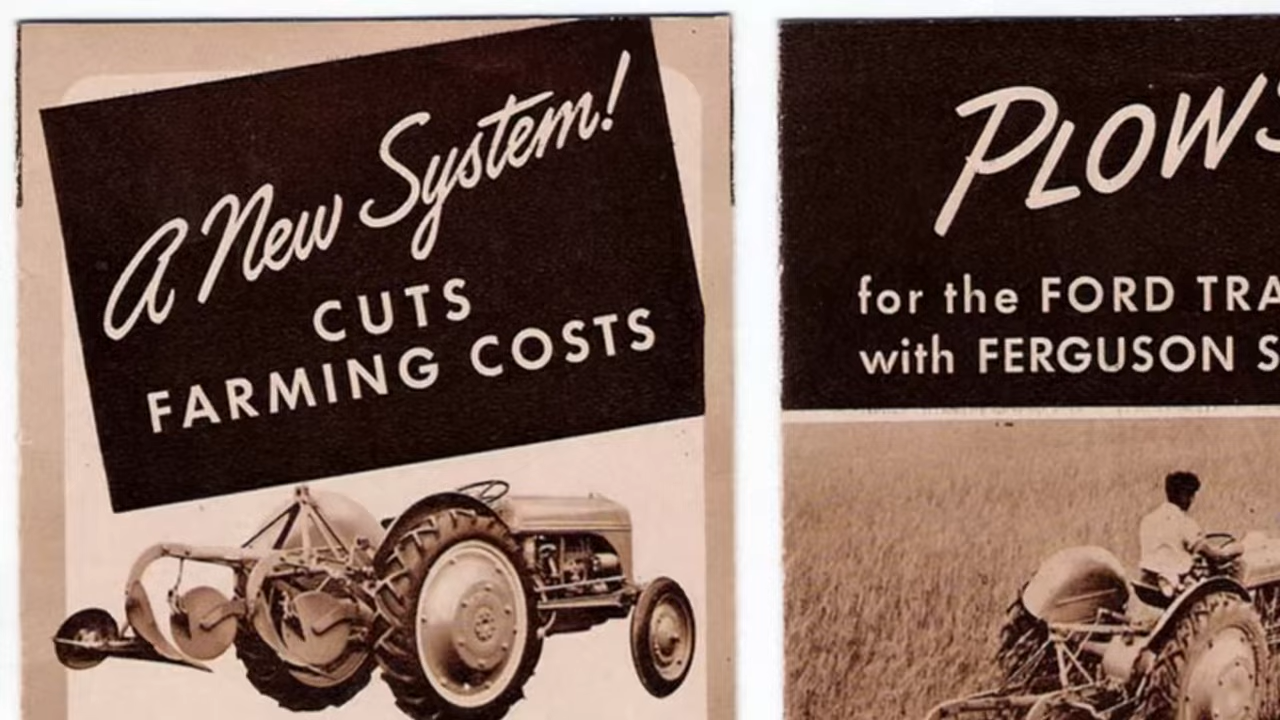 A New System!
CUTS
FARMING COSTS
PLOWS
for the FORD TRA
with FERGUSON S